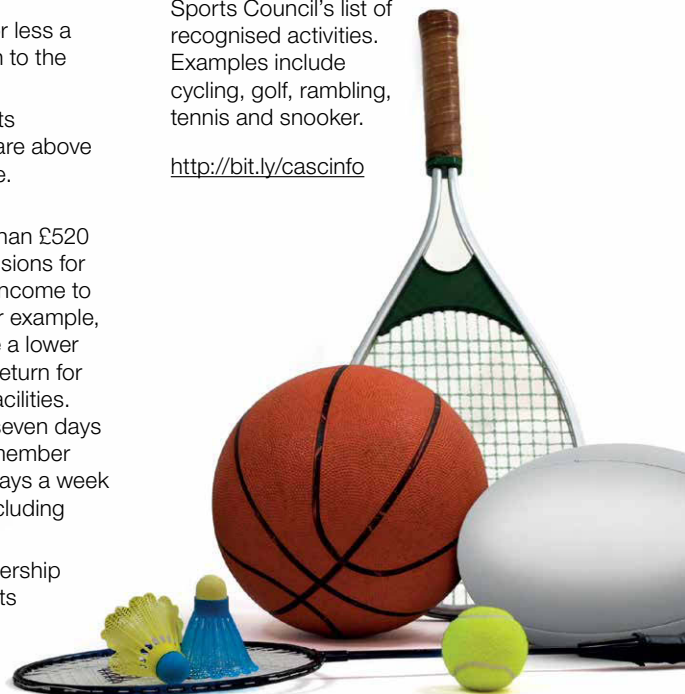 r less a
n to the
ts
are above
e.
han £520
sions for
ncome to
r example,
e a lower
eturn for
acilities.
seven days
nember
ays a week
cluding
ership
ts
Sports Council’s list of
recognised activities.
Examples include
cycling, golf, rambling,
tennis and snooker.
http://bit.ly/cascinfo